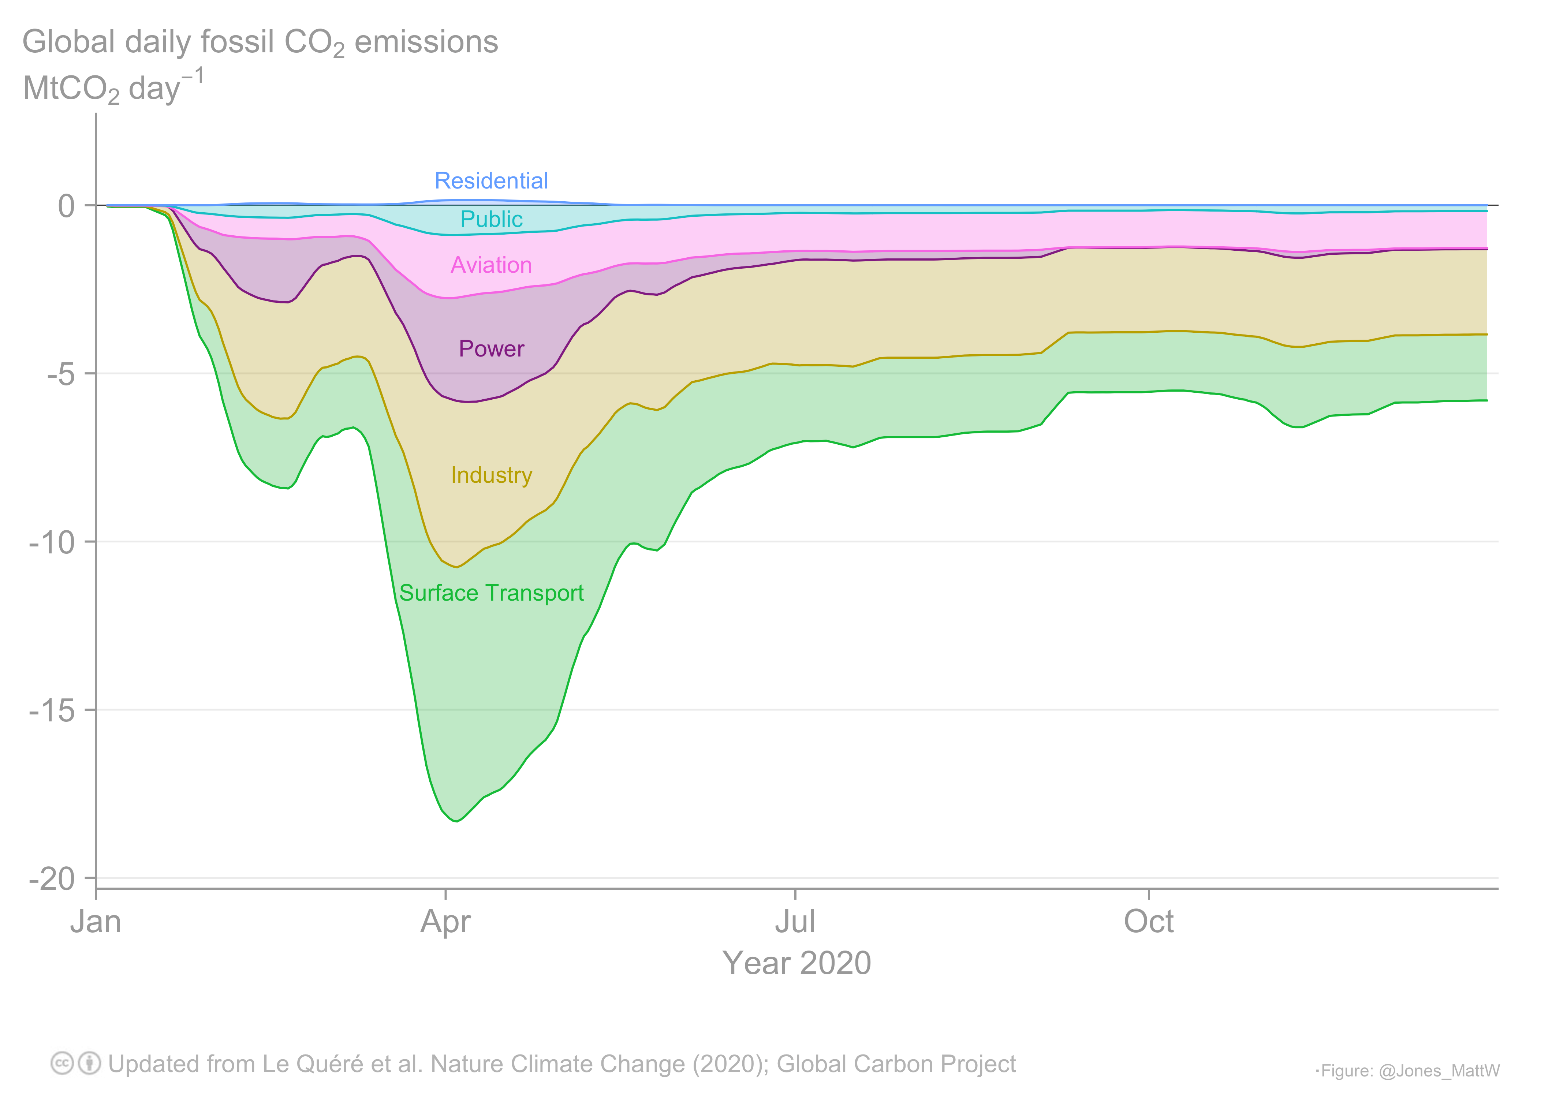 Global daily fossil CO₂ emissions
MtCO₂ day⁻¹
Residential
0
Public
Aviation
Power
-5
Industry
-10
Surface Transport
-15
-20
Jan Apr Jul Oct
Year 2020
Updated from Le Quéré et al. Nature Climate Change (2020); Global Carbon Project
·Figure: @Jones_MattW